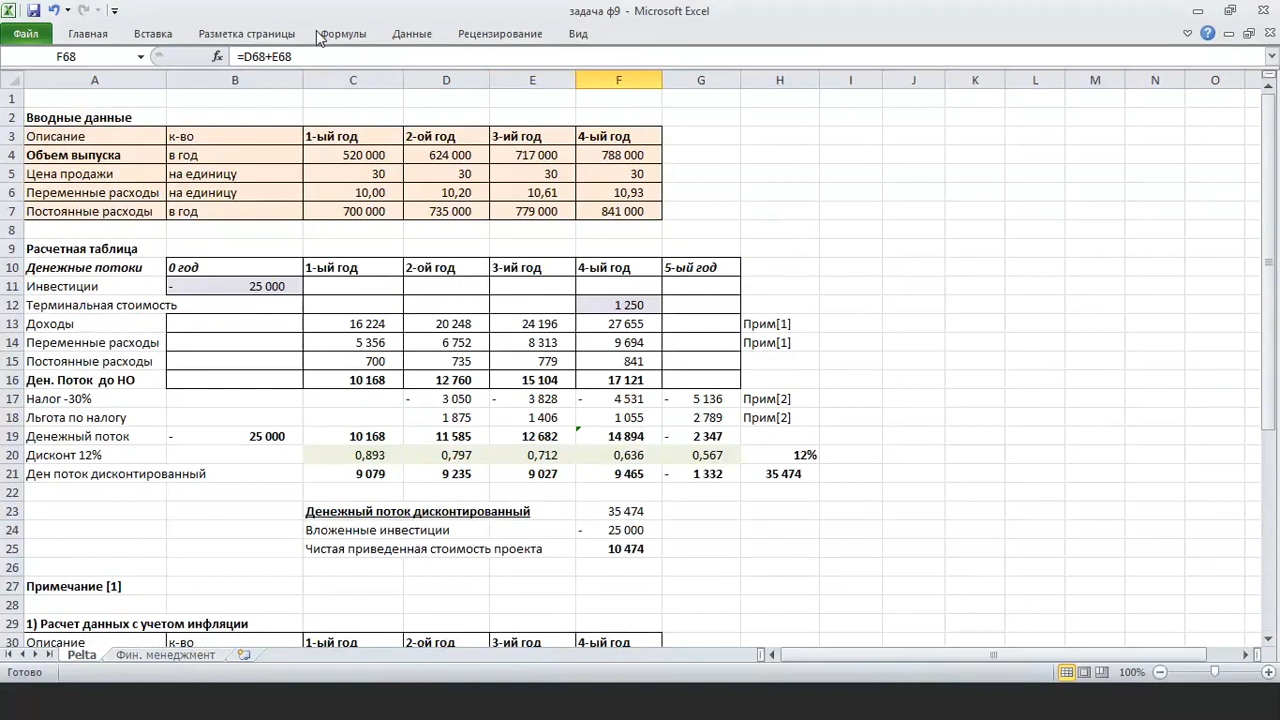 задача ф9 - Microsoft Excel
Файл Главная Вставка Разметка страницы Формулы Данные Рецензирование Вид
F68 fx =D68+E68
A B C D E F G H I J K L M N O
1
2 Вводные данные
3 Описание к-во 1-ый год 2-ой год 3-ий год 4-ый год
4 Объем выпуска в год 520 000 624 000 717 000 788 000
5 Цена продажи на единицу 30 30 30 30
6 Переменные расходы на единицу 10,00 10,20 10,61 10,93
7 Постоянные расходы в год 700 000 735 000 779 000 841 000
8
9 Расчетная таблица
10 Денежные потоки 0 год 1-ый год 2-ой год 3-ий год 4-ый год 5-ый год
11 Инвестиции - 25 000
12 Терминальная стоимость 1 250
13 Доходы 16 224 20 248 24 196 27 655 Прим[1]
14 Переменные расходы 5 356 6 752 8 313 9 694 Прим[1]
15 Постоянные расходы 700 735 779 841
16 Ден. Поток до НО 10 168 12 760 15 104 17 121
17 Налог -30% - 3 050 - 3 828 - 4 531 - 5 136 Прим[2]
18 Льгота по налогу 1 875 1 406 1 055 2 789 Прим[2]
19 Денежный поток - 25 000 10 168 11 585 12 682 14 894 - 2 347
20 Дисконт 12% 0,893 0,797 0,712 0,636 0,567 12%
21 Ден поток дисконтированный 9 079 9 235 9 027 9 465 - 1 332 35 474
22
23 Денежный поток дисконтированный 35 474
24 Вложенные инвестиции - 25 000
25 Чистая приведенная стоимость проекта 10 474
26
27 Примечание [1]
28
29 1) Расчет данных с учетом инфляции
30 Описание к-во 1-ый год 2-ой год 3-ий год 4-ый год
Pelta Фин. менеджмент
Готово 100%